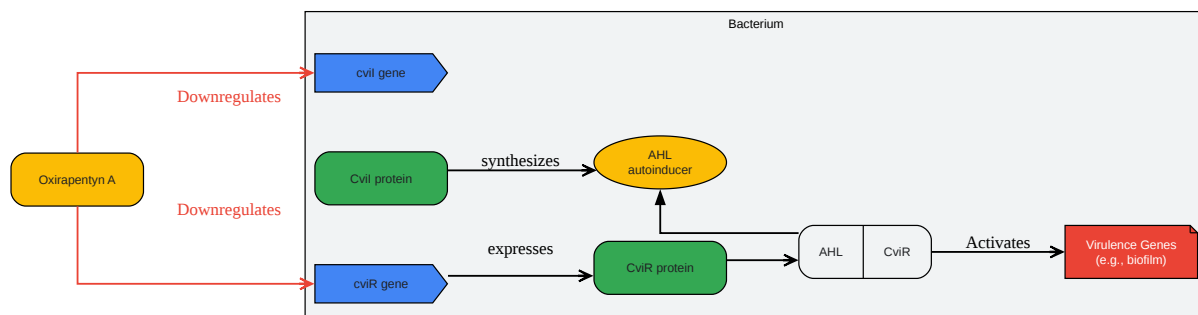 Bacterium
cviI gene
Downregulates
Oxirapentyn A
CviI protein
synthesizes
AHL
autoinducer
Downregulates
expresses
AHL
CviR
Activates
Virulence Genes
(e.g., biofilm)
CviR protein
cviR gene